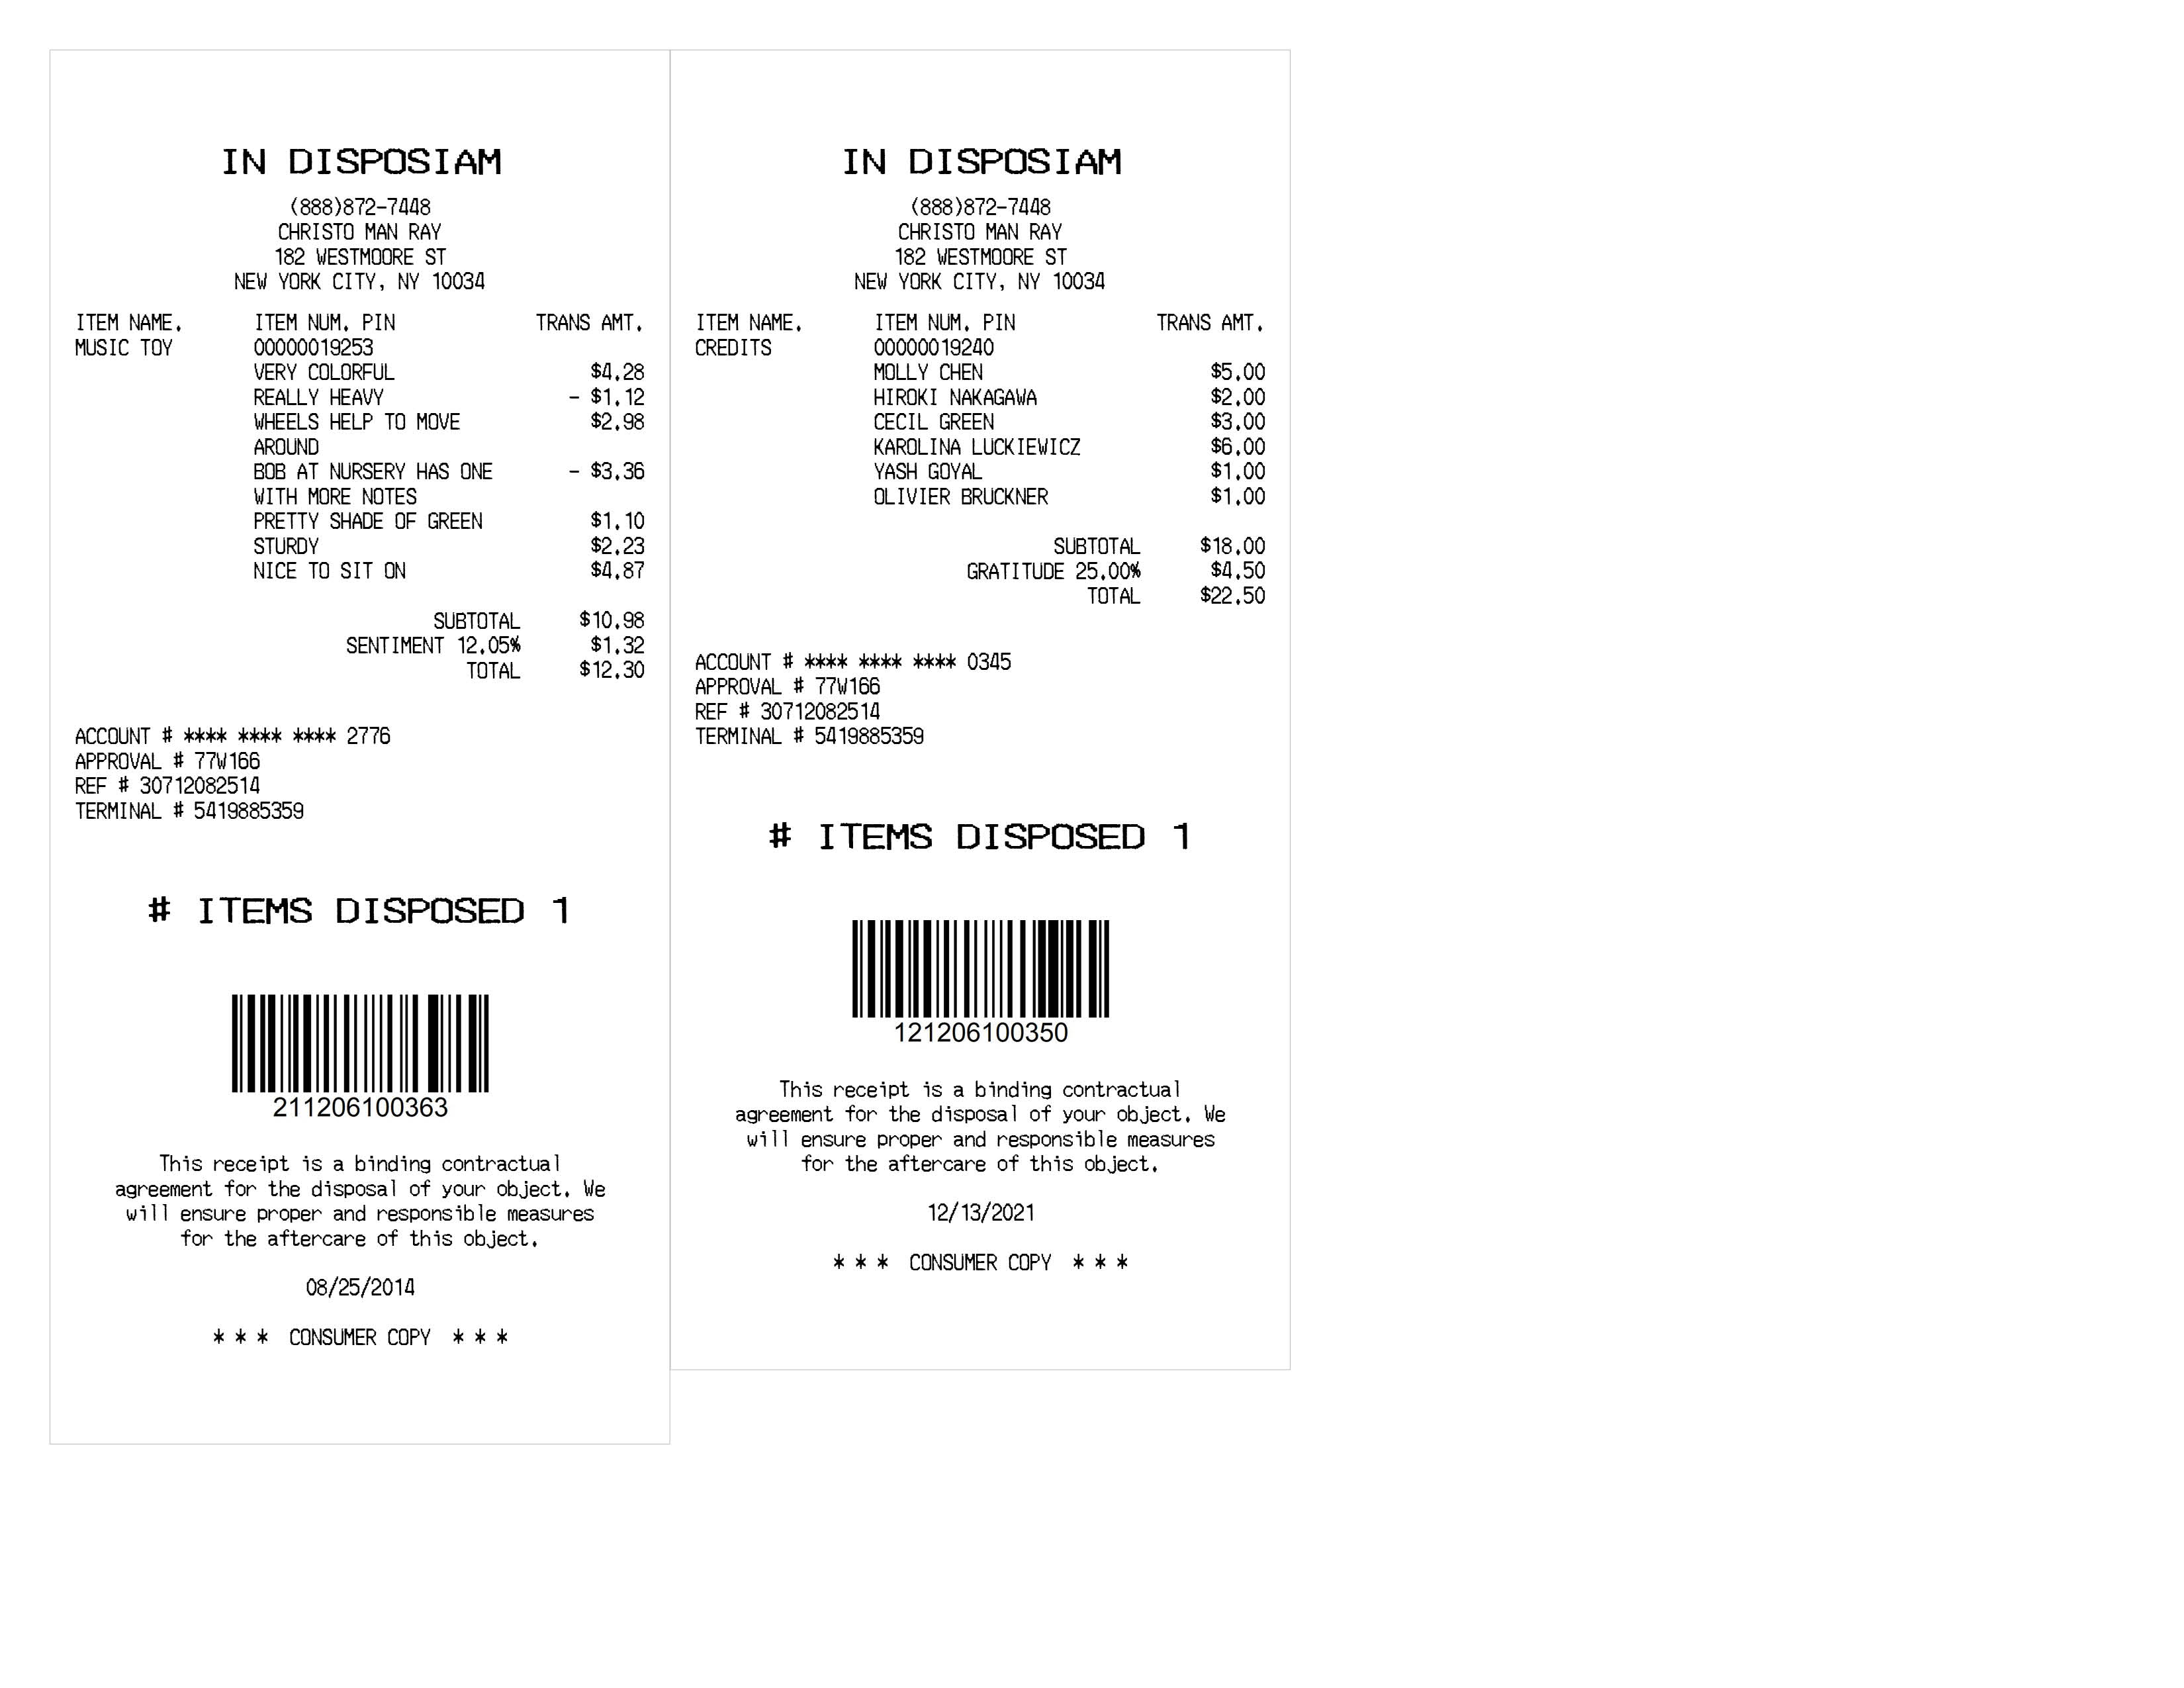 IN DISPOSIAM
(888)872-7448
CHRISTO MAN RAY
182 WESTMOORE ST
NEW YORK CITY, NY 10034
ITEM NAME. ITEM NUM. PIN TRANS AMT.
MUSIC TOY 00000019253
VERY COLORFUL $4.28
REALLY HEAVY - $1.12
WHEELS HELP TO MOVE $2.98
AROUND
BOB AT NURSERY HAS ONE - $3.36
WITH MORE NOTES
PRETTY SHADE OF GREEN $1.10
STURDY $2.23
NICE TO SIT ON $4.87
SUBTOTAL $10.98
SENTIMENT 12.05% $1.32
TOTAL $12.30
ACCOUNT # **** **** **** 2776
APPROVAL # 77W166
REF # 30712082514
TERMINAL # 5419885359
# ITEMS DISPOSED 1
211206100363
This receipt is a binding contractual
agreement for the disposal of your object. We
will ensure proper and responsible measures
for the aftercare of this object.
08/25/2014
* * * CONSUMER COPY * * *
IN DISPOSIAM
(888)872-7448
CHRISTO MAN RAY
182 WESTMOORE ST
NEW YORK CITY, NY 10034
ITEM NAME. ITEM NUM. PIN TRANS AMT.
CREDITS 00000019240
MOLLY CHEN $5.00
HIROKI NAKAGAWA $2.00
CECIL GREEN $3.00
KAROLINA LUCKIEWICZ $6.00
YASH GOYAL $1.00
OLIVIER BRUCKNER $1.00
SUBTOTAL $18.00
GRATITUDE 25.00% $4.50
TOTAL $22.50
ACCOUNT # **** **** **** 0345
APPROVAL # 77W166
REF # 30712082514
TERMINAL # 5419885359
# ITEMS DISPOSED 1
121206100350
This receipt is a binding contractual
agreement for the disposal of your object. We
will ensure proper and responsible measures
for the aftercare of this object.
12/13/2021
* * * CONSUMER COPY * * *